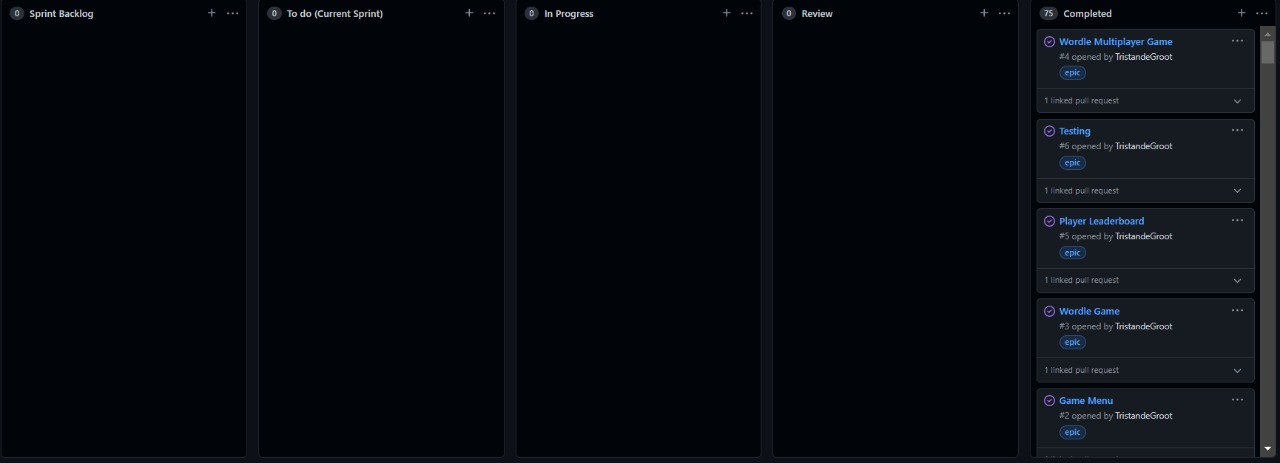 0 Sprint Backlog
0 To do (Current Sprint)
0 In Progress
0 Review
75 Completed
Wordle Multiplayer Game
#4 opened by TristandeGroot
epic
1 linked pull request
Testing
#6 opened by TristandeGroot
epic
1 linked pull request
Player Leaderboard
#5 opened by TristandeGroot
epic
1 linked pull request
Wordle Game
#3 opened by TristandeGroot
epic
1 linked pull request
Game Menu
#2 opened by TristandeGroot
epic